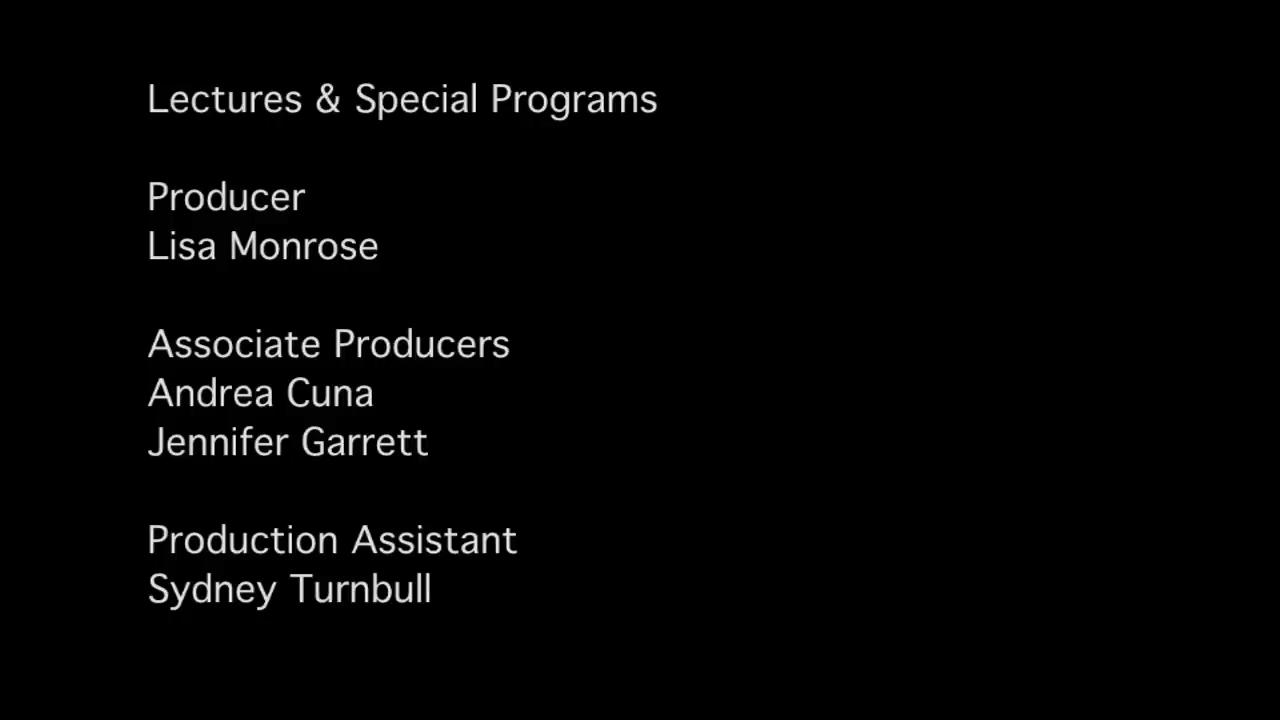 Lectures & Special Programs
Producer
Lisa Monrose
Associate Producers
Andrea Cuna
Jennifer Garrett
Production Assistant
Sydney Turnbull